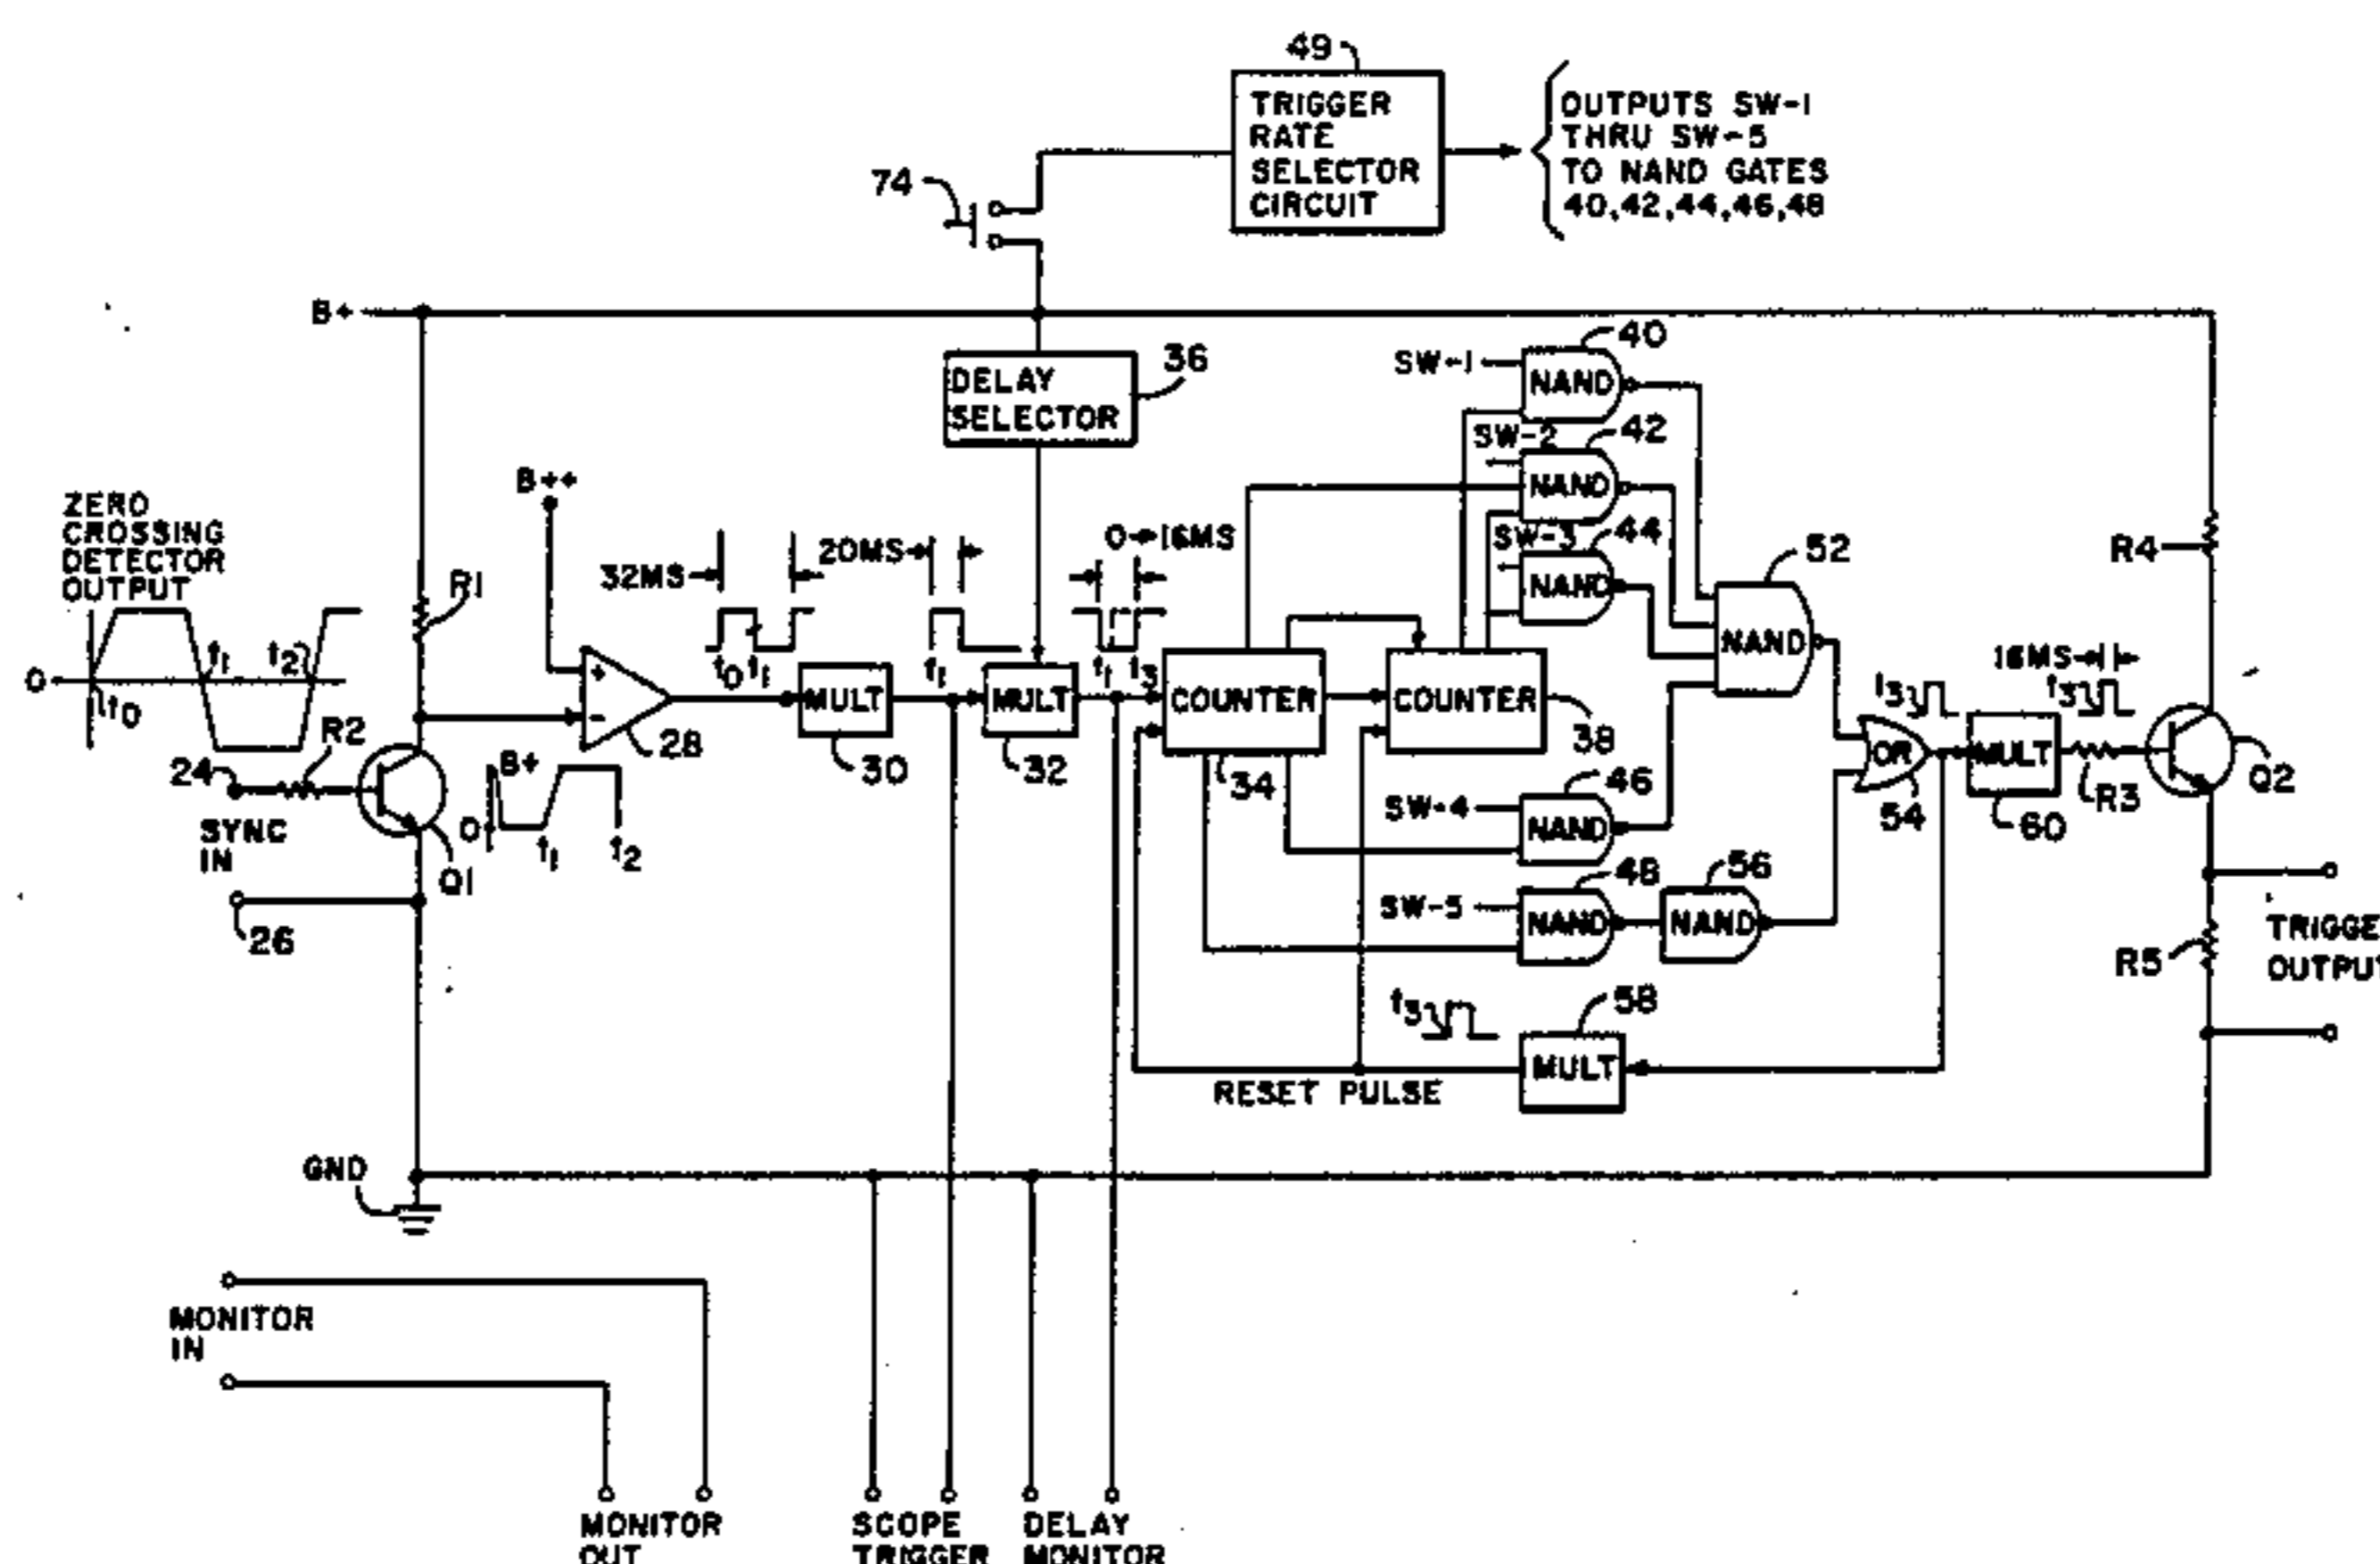 49
TRIGGER
RATE
SELECTOR
CIRCUIT
OUTPUTS SW-1
THRU SW-5
TO NAND GATES
40,42,44,46,48
74
B+
DELAY
SELECTOR
36
SW-1
NAND
40
SW-2
NAND
42
SW-3
NAND
44
B++
ZERO
CROSSING
DETECTOR
OUTPUT
R1
32MS
20MS
0→16MS
52
NAND
R4
0
t0
t1
t2
t0
t1
t1
t1
t3
+
-
28
MULT
30
MULT
32
COUNTER
34
COUNTER
38
16MS
t3
t3
OR
54
MULT
60
R3
Q2
R2
24
SYNC
IN
Q1
B+
0
t1
t2
26
SW-4
NAND
46
SW-5
NAND
48
NAND
56
R5
TRIGGE
OUTPUT
t3
58
MULT
RESET PULSE
GND
MONITOR
IN
MONITOR
OUT
SCOPE
TRIGGER
DELAY
MONITOR